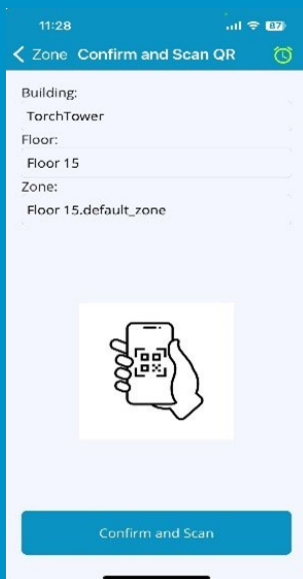 11:28
87
Zone Confirm and Scan QR
Building:
TorchTower
Floor:
Floor 15
Zone:
Floor 15.default_zone
Confirm and Scan